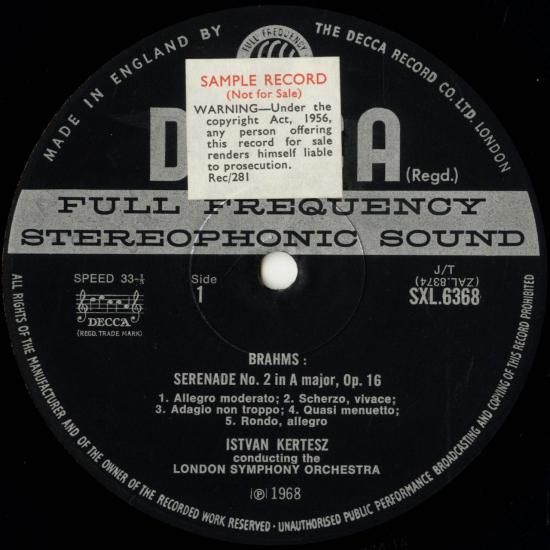 MADE IN ENGLAND BY THE DECCA RECORD CO. LTD. LONDON
FULL FREQUENCY
SAMPLE RECORD
(Not for Sale)
WARNING—Under the
copyright Act, 1956,
any person offering
this record for sale
renders himself liable
to prosecution.
Rec/281
D A
(Regd.)
FULL FREQUENCY
STEREOPHONIC SOUND
SPEED 33-⅓
DECCA
(REGD. TRADE MARK)
Side
1
J/T
(ZAL.8374)
SXL.6368
BRAHMS :
SERENADE No. 2 in A major, Op. 16
1. Allegro moderato; 2. Scherzo, vivace;
3. Adagio non troppo; 4. Quasi menuetto;
5. Rondo, allegro
ISTVAN KERTESZ
conducting the
LONDON SYMPHONY ORCHESTRA
Ⓟ 1968
ALL RIGHTS OF THE MANUFACTURER AND OF THE OWNER OF THE RECORDED WORK RESERVED · UNAUTHORISED PUBLIC PERFORMANCE BROADCASTING AND COPYING OF THIS RECORD PROHIBITED